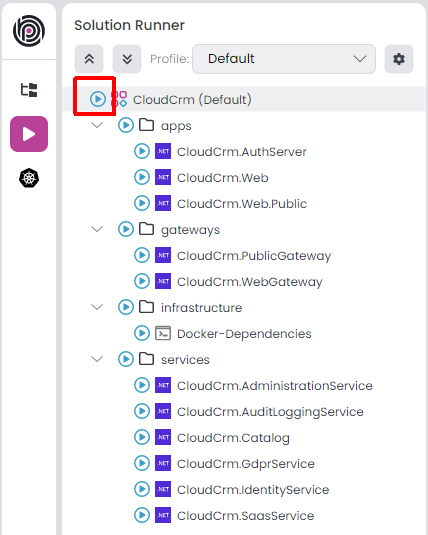 Solution Runner
Profile: Default
CloudCrm (Default)
apps
.NET CloudCrm.AuthServer
.NET CloudCrm.Web
.NET CloudCrm.Web.Public
gateways
.NET CloudCrm.PublicGateway
.NET CloudCrm.WebGateway
infrastructure
Docker-Dependencies
services
.NET CloudCrm.AdministrationService
.NET CloudCrm.AuditLoggingService
.NET CloudCrm.Catalog
.NET CloudCrm.GdprService
.NET CloudCrm.IdentityService
.NET CloudCrm.SaasService